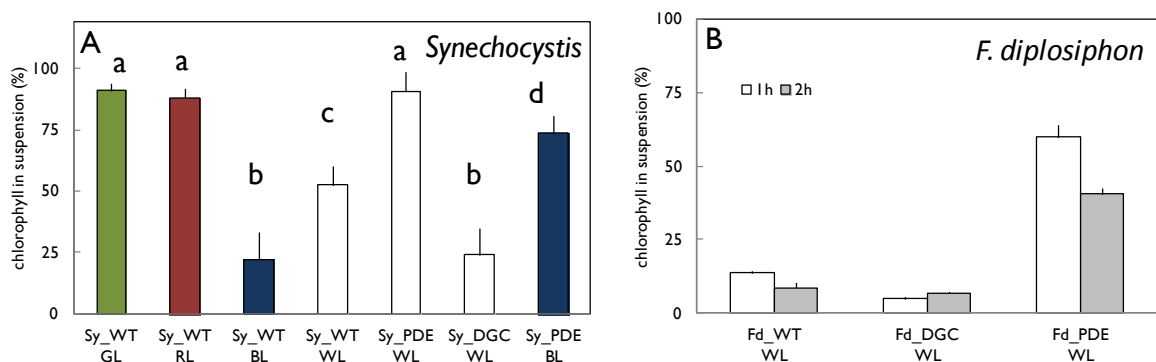 A
Synechocystis
a
a
b
c
a
b
d
chlorophyll in suspension (%)
100
75
50
25
0
Sy_WT
GL
Sy_WT
RL
Sy_WT
BL
Sy_WT
WL
Sy_PDE
WL
Sy_DGC
WL
Sy_PDE
BL
B
F. diplosiphon
1h
2h
chlorophyll in suspension (%)
100
75
50
25
0
Fd_WT
WL
Fd_DGC
WL
Fd_PDE
WL